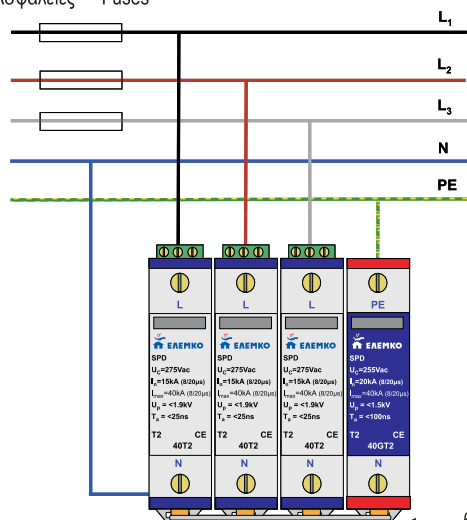 Fuses
L1
L2
L3
N
PE
L
ΕΛΕΜΚΟ
SPD
UC=275Vac
In=15kA (8/20μs)
Imax=40kA (8/20μs)
Up = <1.9kV
Ta = <25ns
T2 CE
40T2
N
L
ΕΛΕΜΚΟ
SPD
UC=275Vac
In=15kA (8/20μs)
Imax=40kA (8/20μs)
Up = <1.9kV
Ta = <25ns
T2 CE
40T2
N
L
ΕΛΕΜΚΟ
SPD
UC=275Vac
In=15kA (8/20μs)
Imax=40kA (8/20μs)
Up = <1.9kV
Ta = <25ns
T2 CE
40T2
N
PE
ΕΛΕΜΚΟ
SPD
UC=255Vac
In=20kA (8/20μs)
Imax=40kA (8/20μs)
Up = <1.5kV
Ta = <100ns
T2 CE
40GT2
N